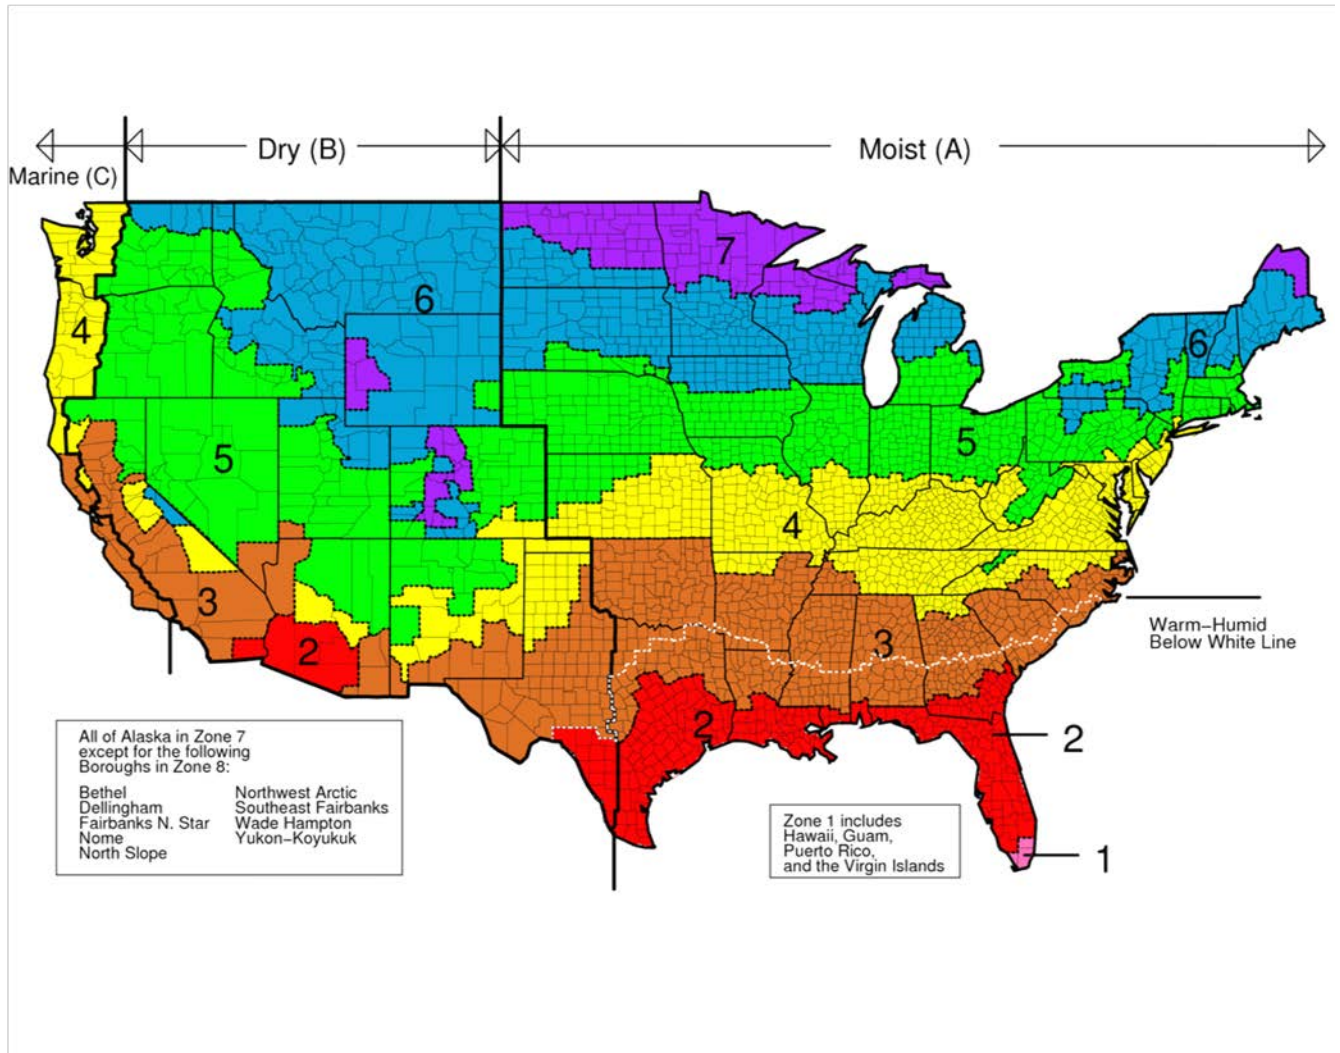 Marine (C)
Dry (B)
Moist (A)
7
6
4
6
5
5
4
3
3
2
2
2
1
Warm-Humid
Below White Line
All of Alaska in Zone 7
except for the following
Boroughs in Zone 8:
Bethel
Dellingham
Fairbanks N. Star
Nome
North Slope
Northwest Arctic
Southeast Fairbanks
Wade Hampton
Yukon-Koyukuk
Zone 1 includes
Hawaii, Guam,
Puerto Rico,
and the Virgin Islands